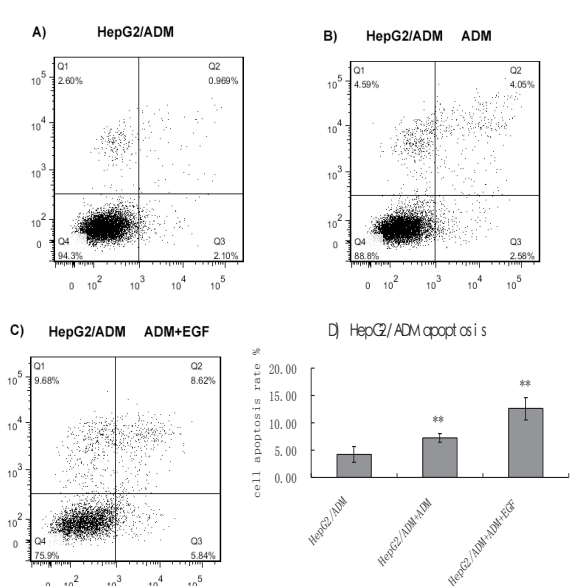 A) HepG2/ADM
Q1 Q2
2.60% 0.969%
10^5
10^4
10^3
10^2
0
Q4 Q3
94.3% 2.10%
0 10^2 10^3 10^4 10^5
B) HepG2/ADM ADM
Q1 Q2
4.59% 4.05%
10^5
10^4
10^3
10^2
0
Q4 Q3
88.8% 2.58%
0 10^2 10^3 10^4 10^5
C) HepG2/ADM ADM+EGF
Q1 Q2
9.68% 8.62%
10^5
10^4
10^3
10^2
0
Q4 Q3
75.9% 5.84%
0 10^2 10^3 10^4 10^5
D) HepG2/ADM apoptosis
cell apoptosis rate %
20.00
15.00
10.00
5.00
0.00
**
**
HepG2/ADM
HepG2/ADM+ADM
HepG2/ADM+ADM+EGF